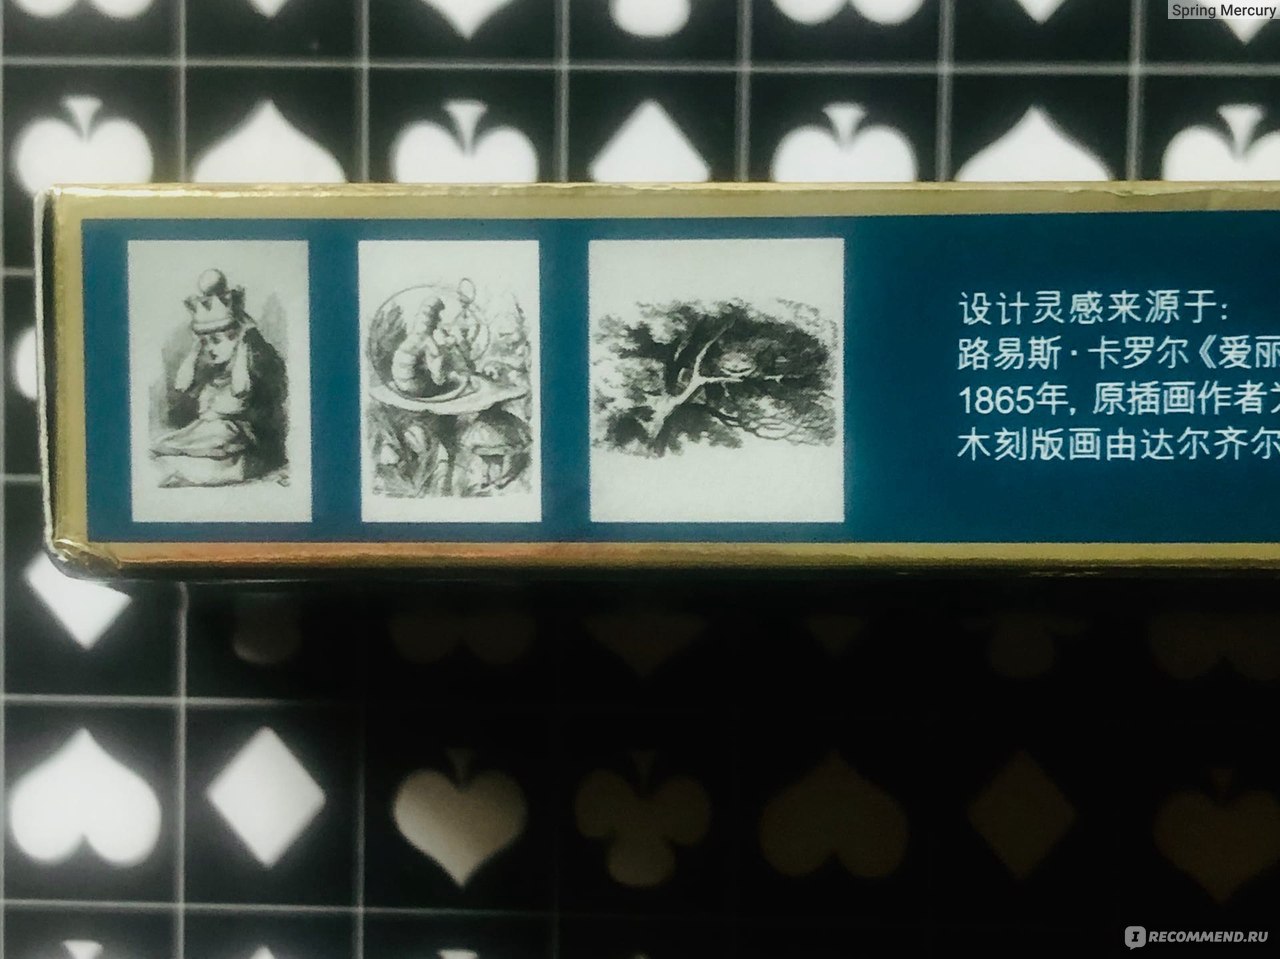 Spring Mercury
设计灵感来源于:
路易斯·卡罗尔《爱丽
1865年, 原插画作者
木刻版画由达尔齐尔
IRECOMMEND.RU